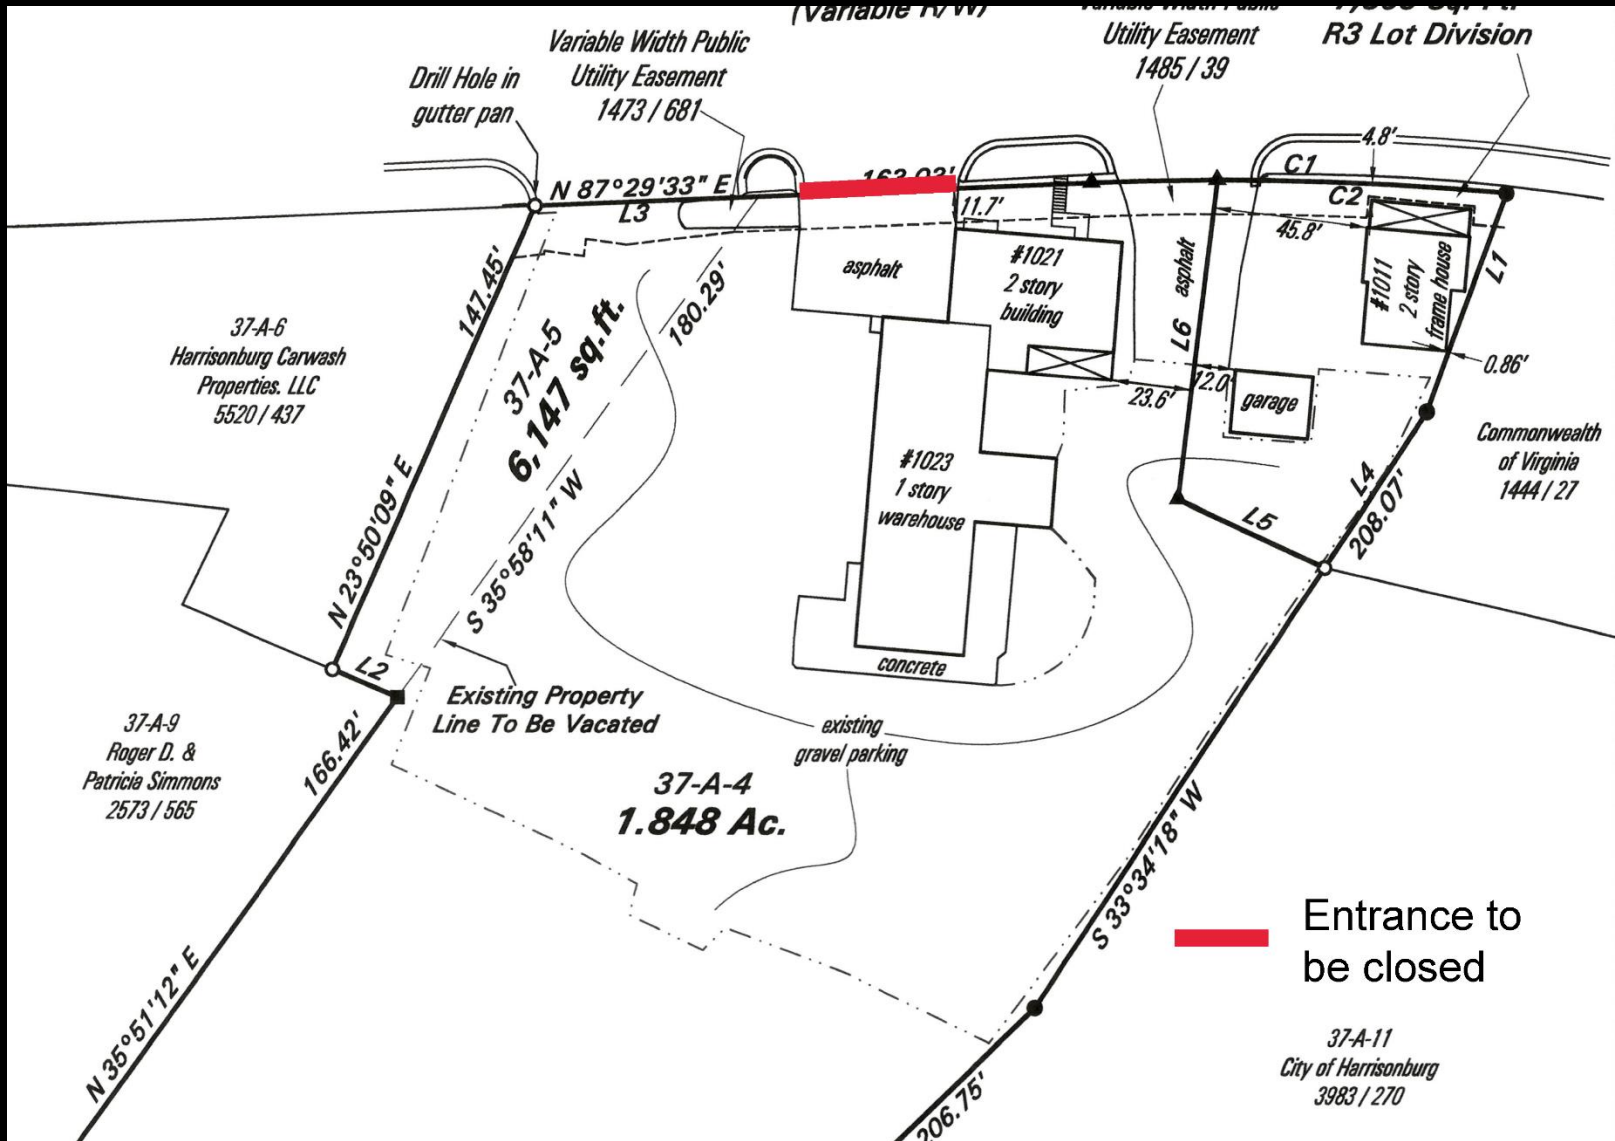 (Variable R/W)
Variable Width Public
Utility Easement
1473 / 681
Drill Hole in
gutter pan
Variable Width Public
Utility Easement
1485 / 39
Sq. Ft.
R3 Lot Division
4.8'
C1
C2
N 87°29'33" E
L3
11.7'
45.8'
asphalt
#1021
2 story
building
asphalt
L6
#1011
2 story
frame house
L1
0.86'
147.45'
N 23°50'09" E
37-A-6
Harrisonburg Carwash
Properties. LLC
5520 / 437
37-A-5
6,147 sq.ft.
180.29'
S 35°58'11" W
23.6'
12.0'
garage
Commonwealth
of Virginia
1444 / 27
#1023
1 story
warehouse
L4
208.07'
L5
concrete
L2
Existing Property
Line To Be Vacated
37-A-9
Roger D. &
Patricia Simmons
2573 / 565
166.42'
N 35°51'12" E
existing
gravel parking
37-A-4
1.848 Ac.
S 33°34'18" W
206.75'
Entrance to
be closed
37-A-11
City of Harrisonburg
3983 / 270